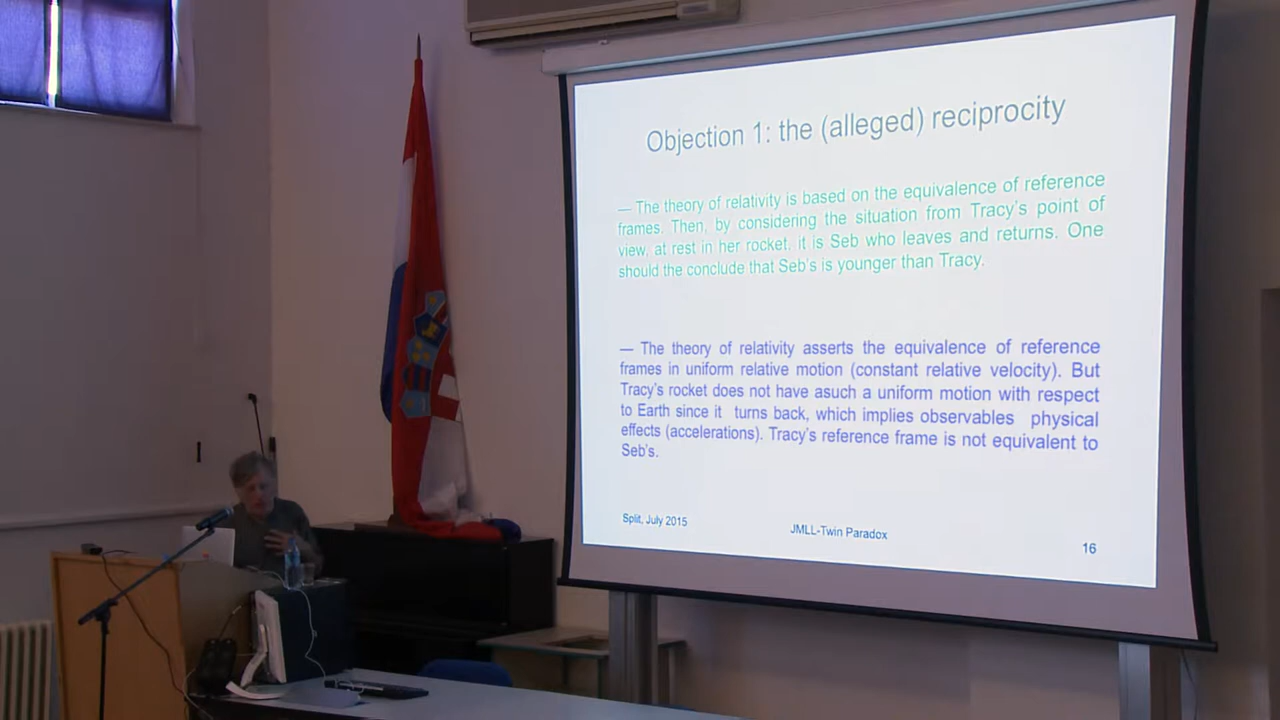 Objection 1: the (alleged) reciprocity
— The theory of relativity is based on the equivalence of reference
frames. Then, by considering the situation from Tracy's point of
view, at rest in her rocket, it is Seb who leaves and returns. One
should the conclude that Seb's is younger than Tracy.
— The theory of relativity asserts the equivalence of reference
frames in uniform relative motion (constant relative velocity). But
Tracy's rocket does not have asuch a uniform motion with respect
to Earth since it turns back, which implies observables physical
effects (accelerations). Tracy's reference frame is not equivalent to
Seb's.
Split, July 2015
JMLL-Twin Paradox
16